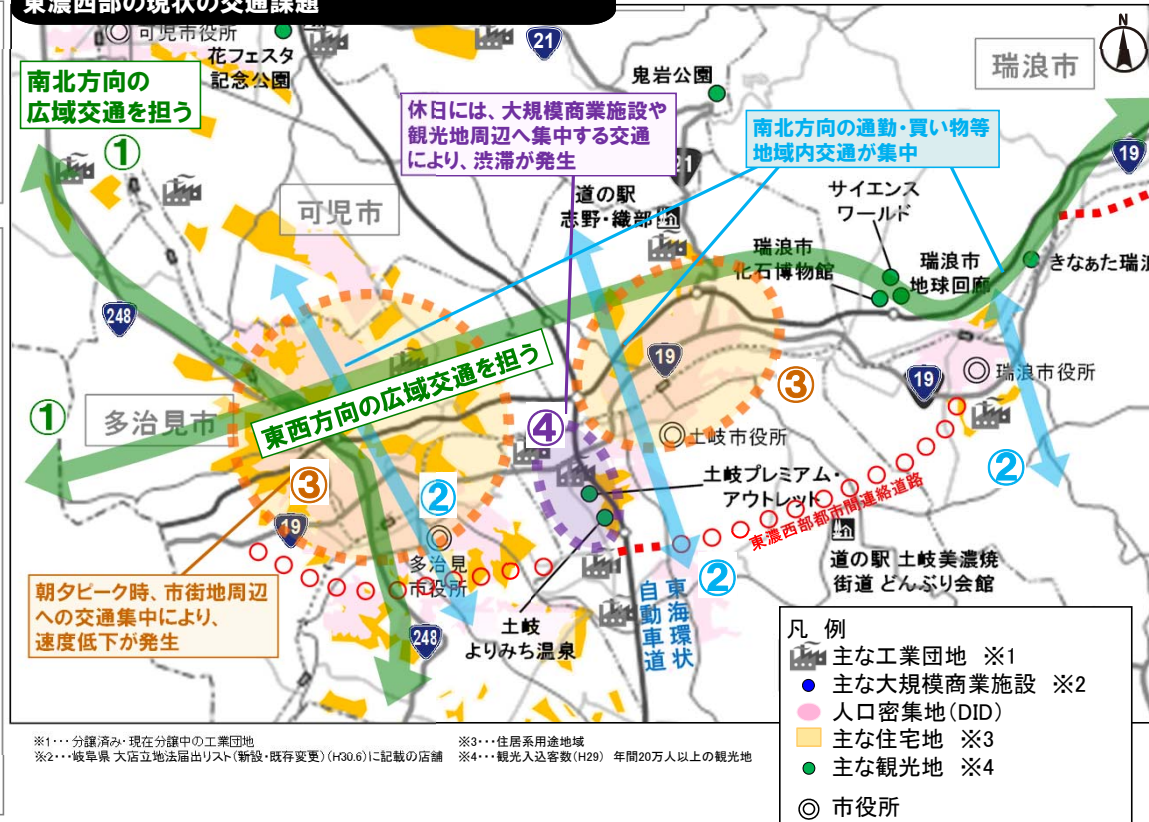 東濃西部の現状の交通課題
可児市役所
花フェスタ
記念公園
21
N
瑞浪市
鬼岩公園
南北方向の
広域交通を担う
①
休日には、大規模商業施設や
観光地周辺へ集中する交通
により、渋滞が発生
南北方向の通勤・買い物等
地域内交通が集中
19
21
可児市
道の駅
志野・織部
サイエンス
ワールド
瑞浪市
化石博物館
瑞浪市
地球回廊
きなぁた瑞浪
248
東西方向の広域交通を担う
19
19
瑞浪市役所
①
多治見市
③
④
土岐市役所
②
③
②
土岐プレミアム・
アウトレット
東濃西部都市間連絡道路
19
多治見
市役所
道の駅 土岐美濃焼
街道 どんぶり会館
②
東海環状
自動車道
朝夕ピーク時、市街地周辺
への交通集中により、
速度低下が発生
248
土岐
よりみち温泉
凡 例
主な工業団地 ※1
主な大規模商業施設 ※2
人口密集地(DID)
主な住宅地 ※3
主な観光地 ※4
市役所
※1・・・分譲済み・現在分譲中の工業団地
※2・・・岐阜県 大店立地法届出リスト(新設・既存変更)(H30.6)に記載の店舗
※3・・・住居系用途地域
※4・・・観光入込客数(H29) 年間20万人以上の観光地